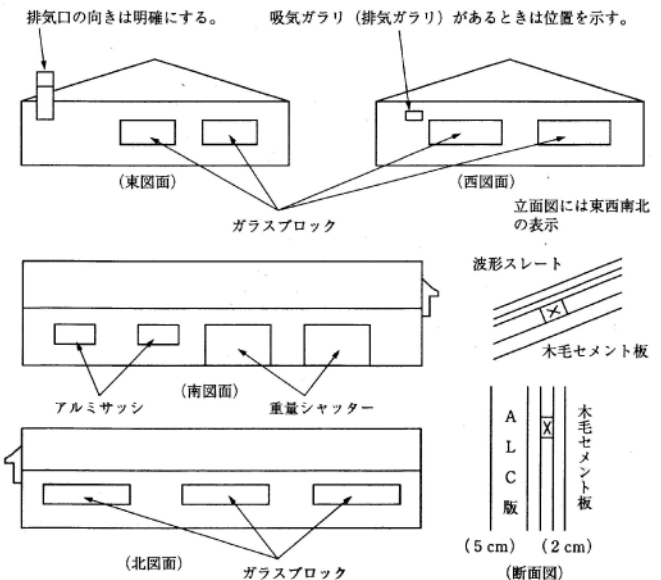 排気口の向きは明確にする。
吸気ガラリ（排気ガラリ）があるときは位置を示す。
（東図面）
（西図面）
ガラスブロック
立面図には東西南北
の表示
波形スレート
木毛セメント板
（南図面）
アルミサッシ
重量シャッター
ALC版
木毛セメント板
（5 cm）
（2 cm）
（断面図）
（北図面）
ガラスブロック